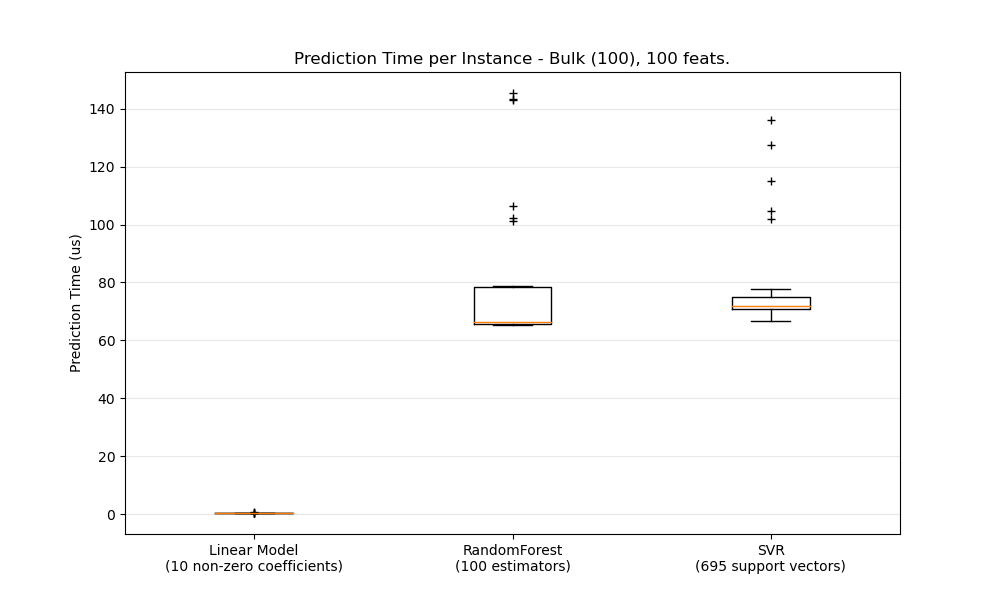 Prediction Time per Instance - Bulk (100), 100 feats.
Prediction Time (us)
140
120
100
80
60
40
20
0
Linear Model
(10 non-zero coefficients)
RandomForest
(100 estimators)
SVR
(695 support vectors)